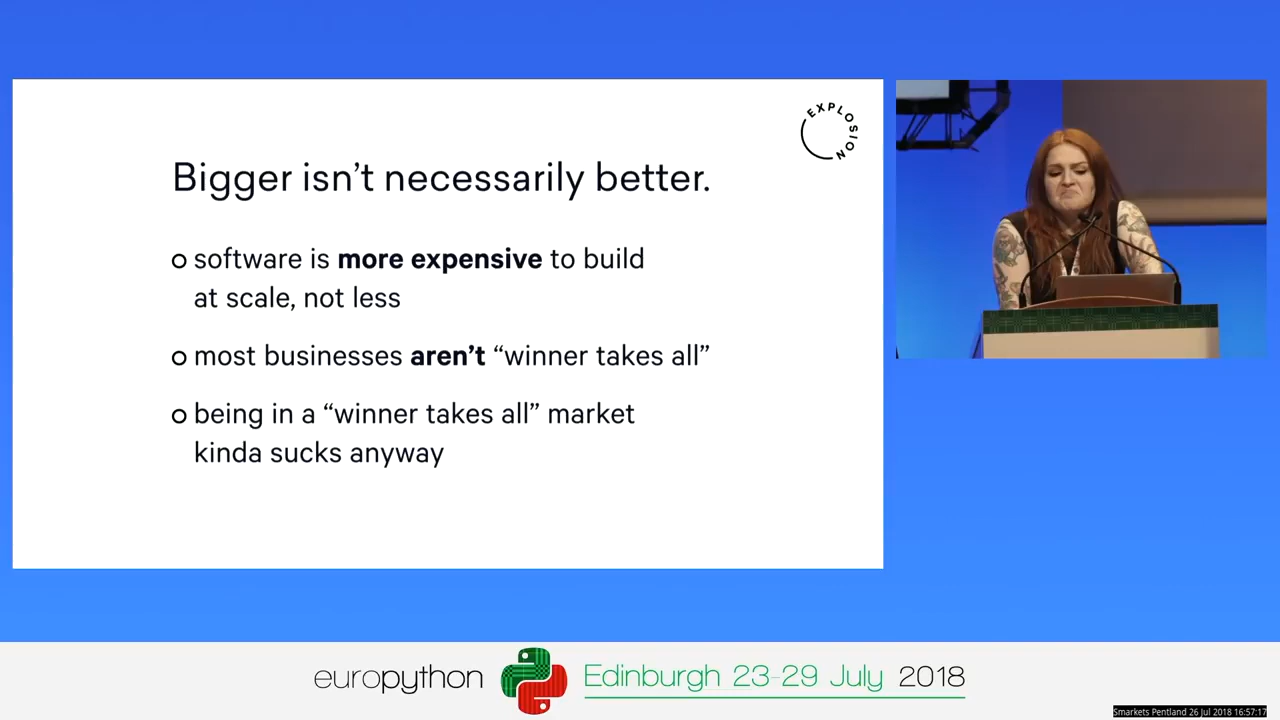 EXPLOSION
Bigger isn’t necessarily better.
software is more expensive to build
at scale, not less
most businesses aren’t “winner takes all”
being in a “winner takes all” market
kinda sucks anyway
europython
Edinburgh 23-29 July 2018
Smarkets Pentland 26 Jul 2018 16:57:17